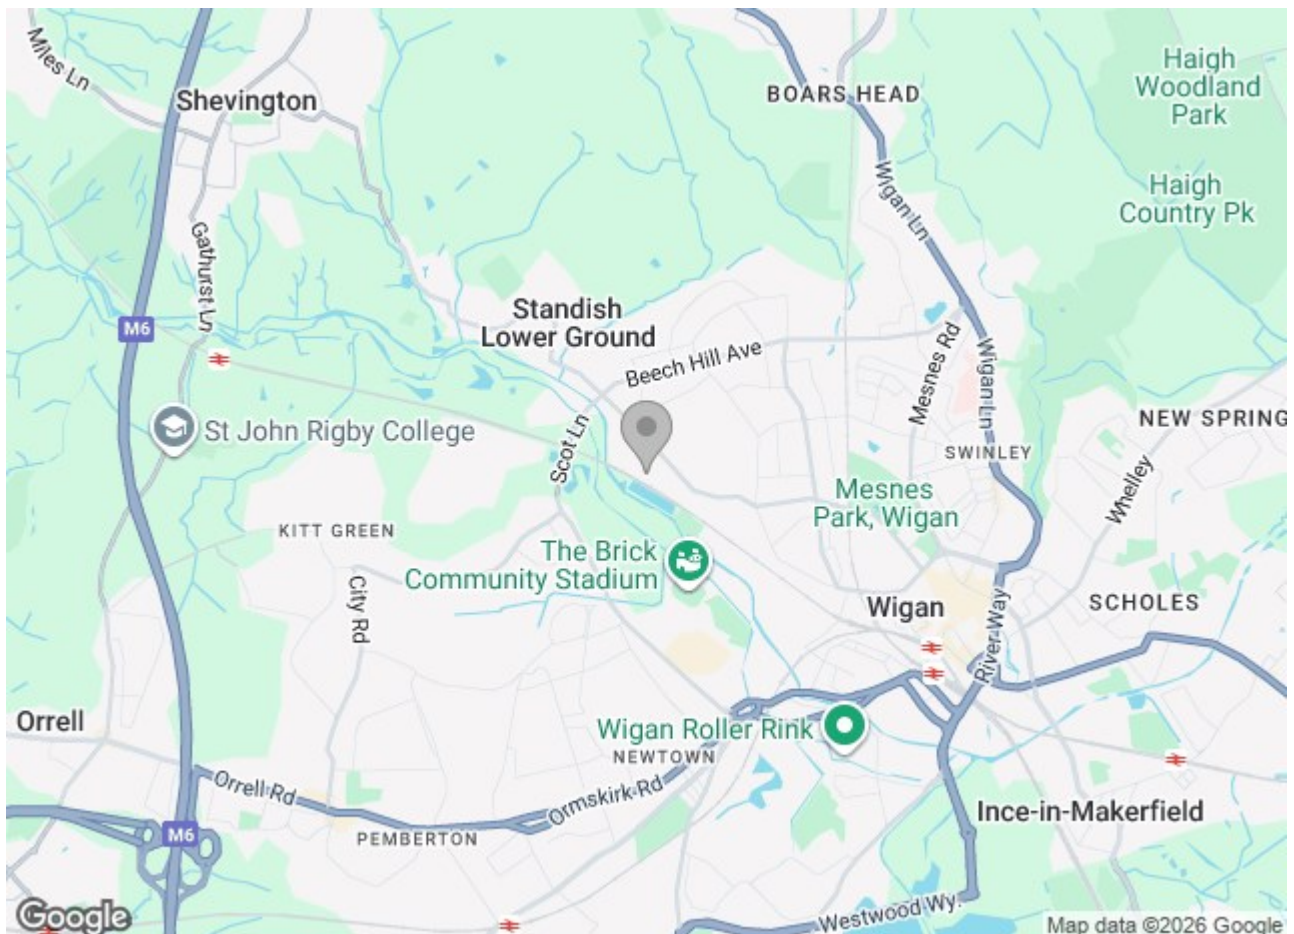 Miles Ln
Shevington
BOARS HEAD
Haigh
Woodland
Park
Haigh
Country Pk
Wigan Ln
Gathurst Ln
M6
Standish
Lower Ground
Beech Hill Ave
Mesnes Rd
Wigan Ln
St John Rigby College
Scot Ln
NEW SPRING
SWINLEY
Whelley
Mesnes
Park, Wigan
KITT GREEN
The Brick
Community Stadium
City Rd
Wigan
SCHOLES
River Way
Orrell
Wigan Roller Rink
NEWTOWN
Orrell Rd
Ormskirk Rd
M6
PEMBERTON
Ince-in-Makerfield
Westwood Wy.
Google
Map data ©2026 Google